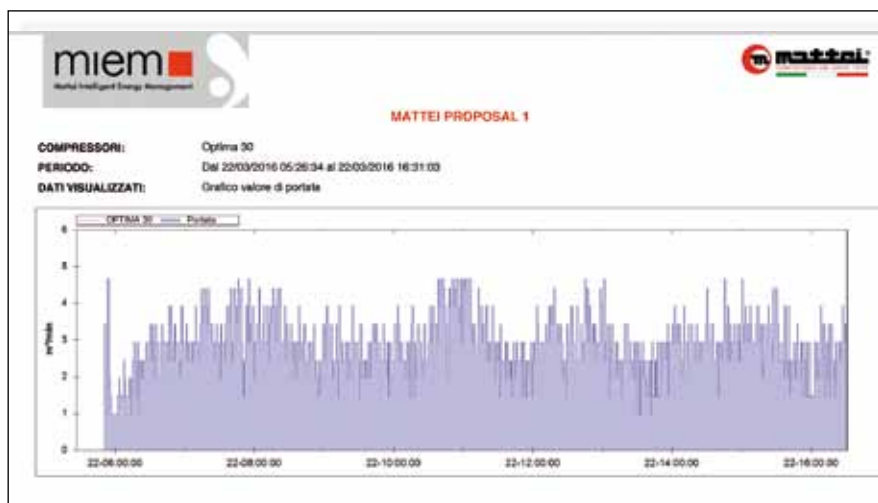 miem
Mattei Intelligent Energy Management
mattei
MATTEI PROPOSAL 1
COMPRESSORI: Optima 30
PERIODO: Dal 22/03/2016 05:26:34 al 22/03/2016 16:31:03
DATI VISUALIZZATI: Grafico valore di portata
OPTIMA 30 Portata
6
5
4
3
2
1
0
m³/min
22-06:00:00 22-08:00:00 22-10:00:00 22-12:00:00 22-14:00:00 22-16:00:00